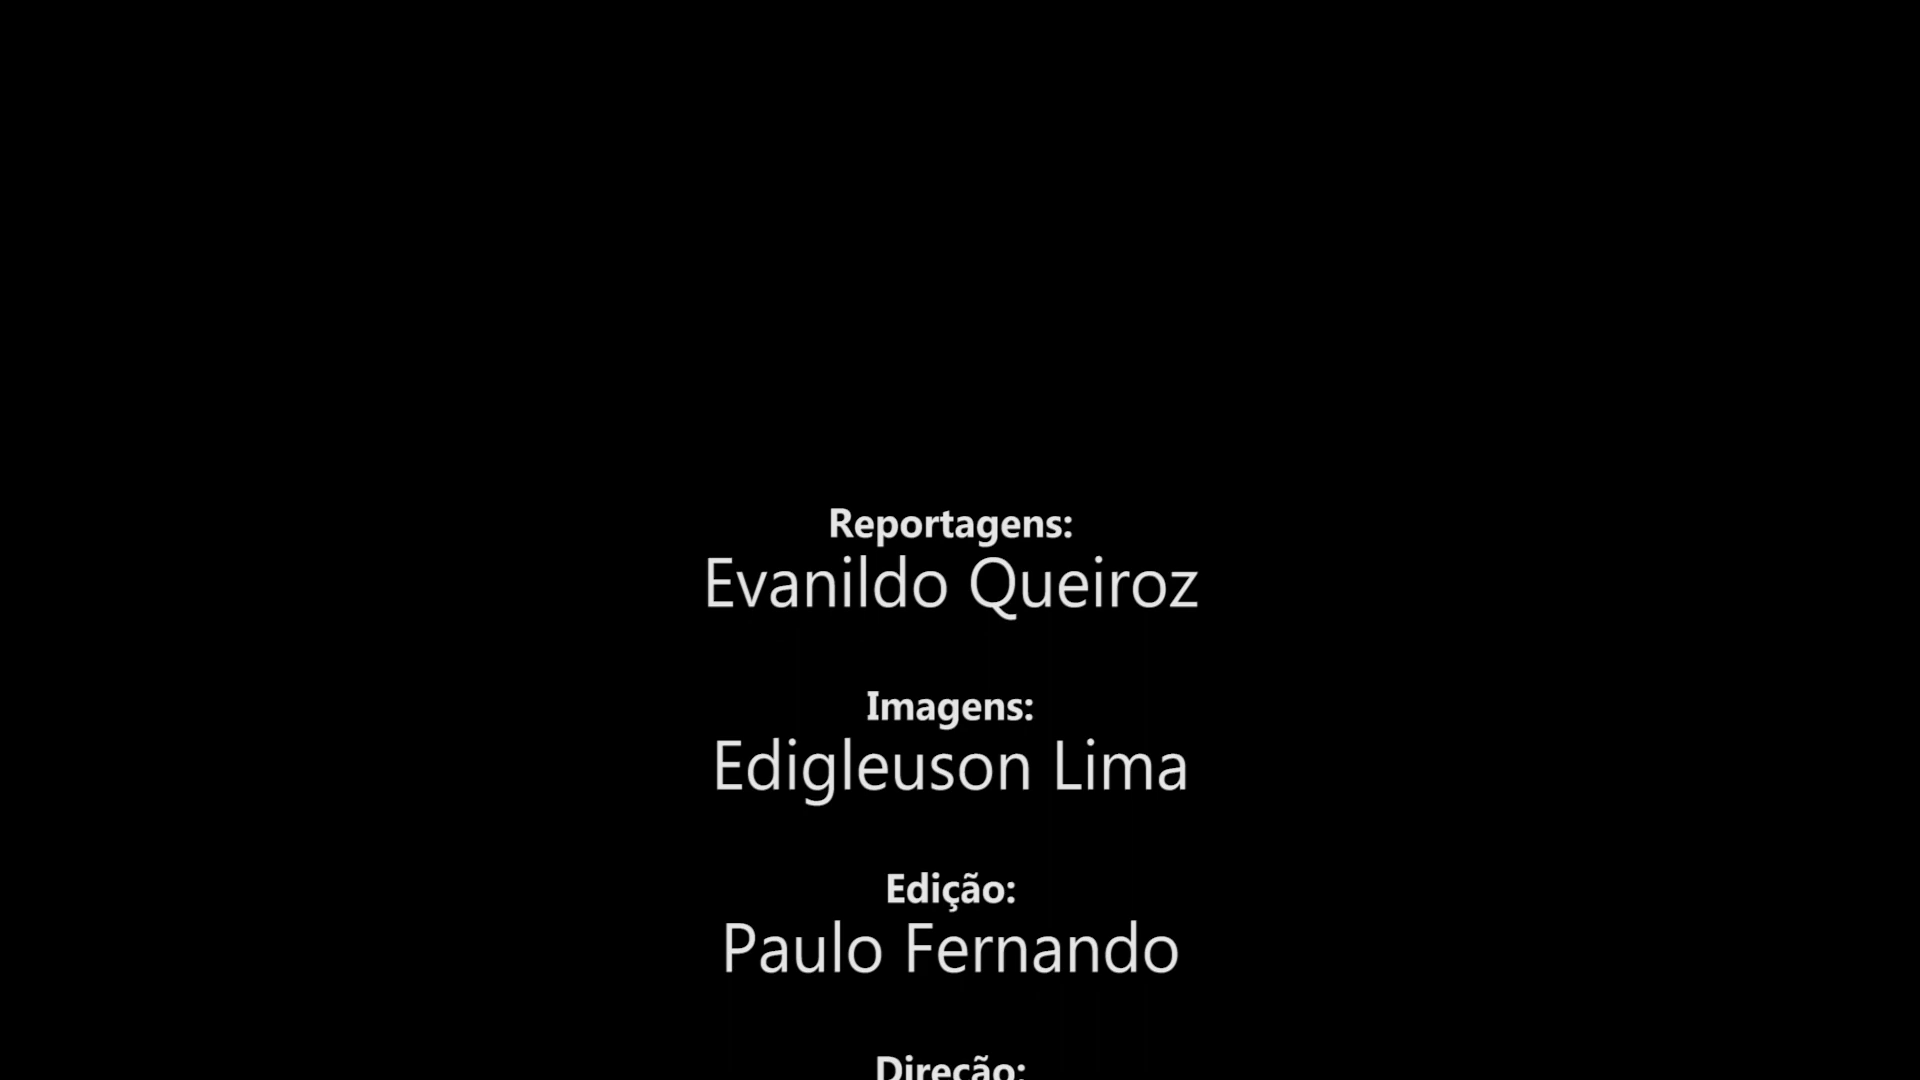 Reportagens:
Evanildo Queiroz
Imagens:
Edigleuson Lima
Edição:
Paulo Fernando
Direção: